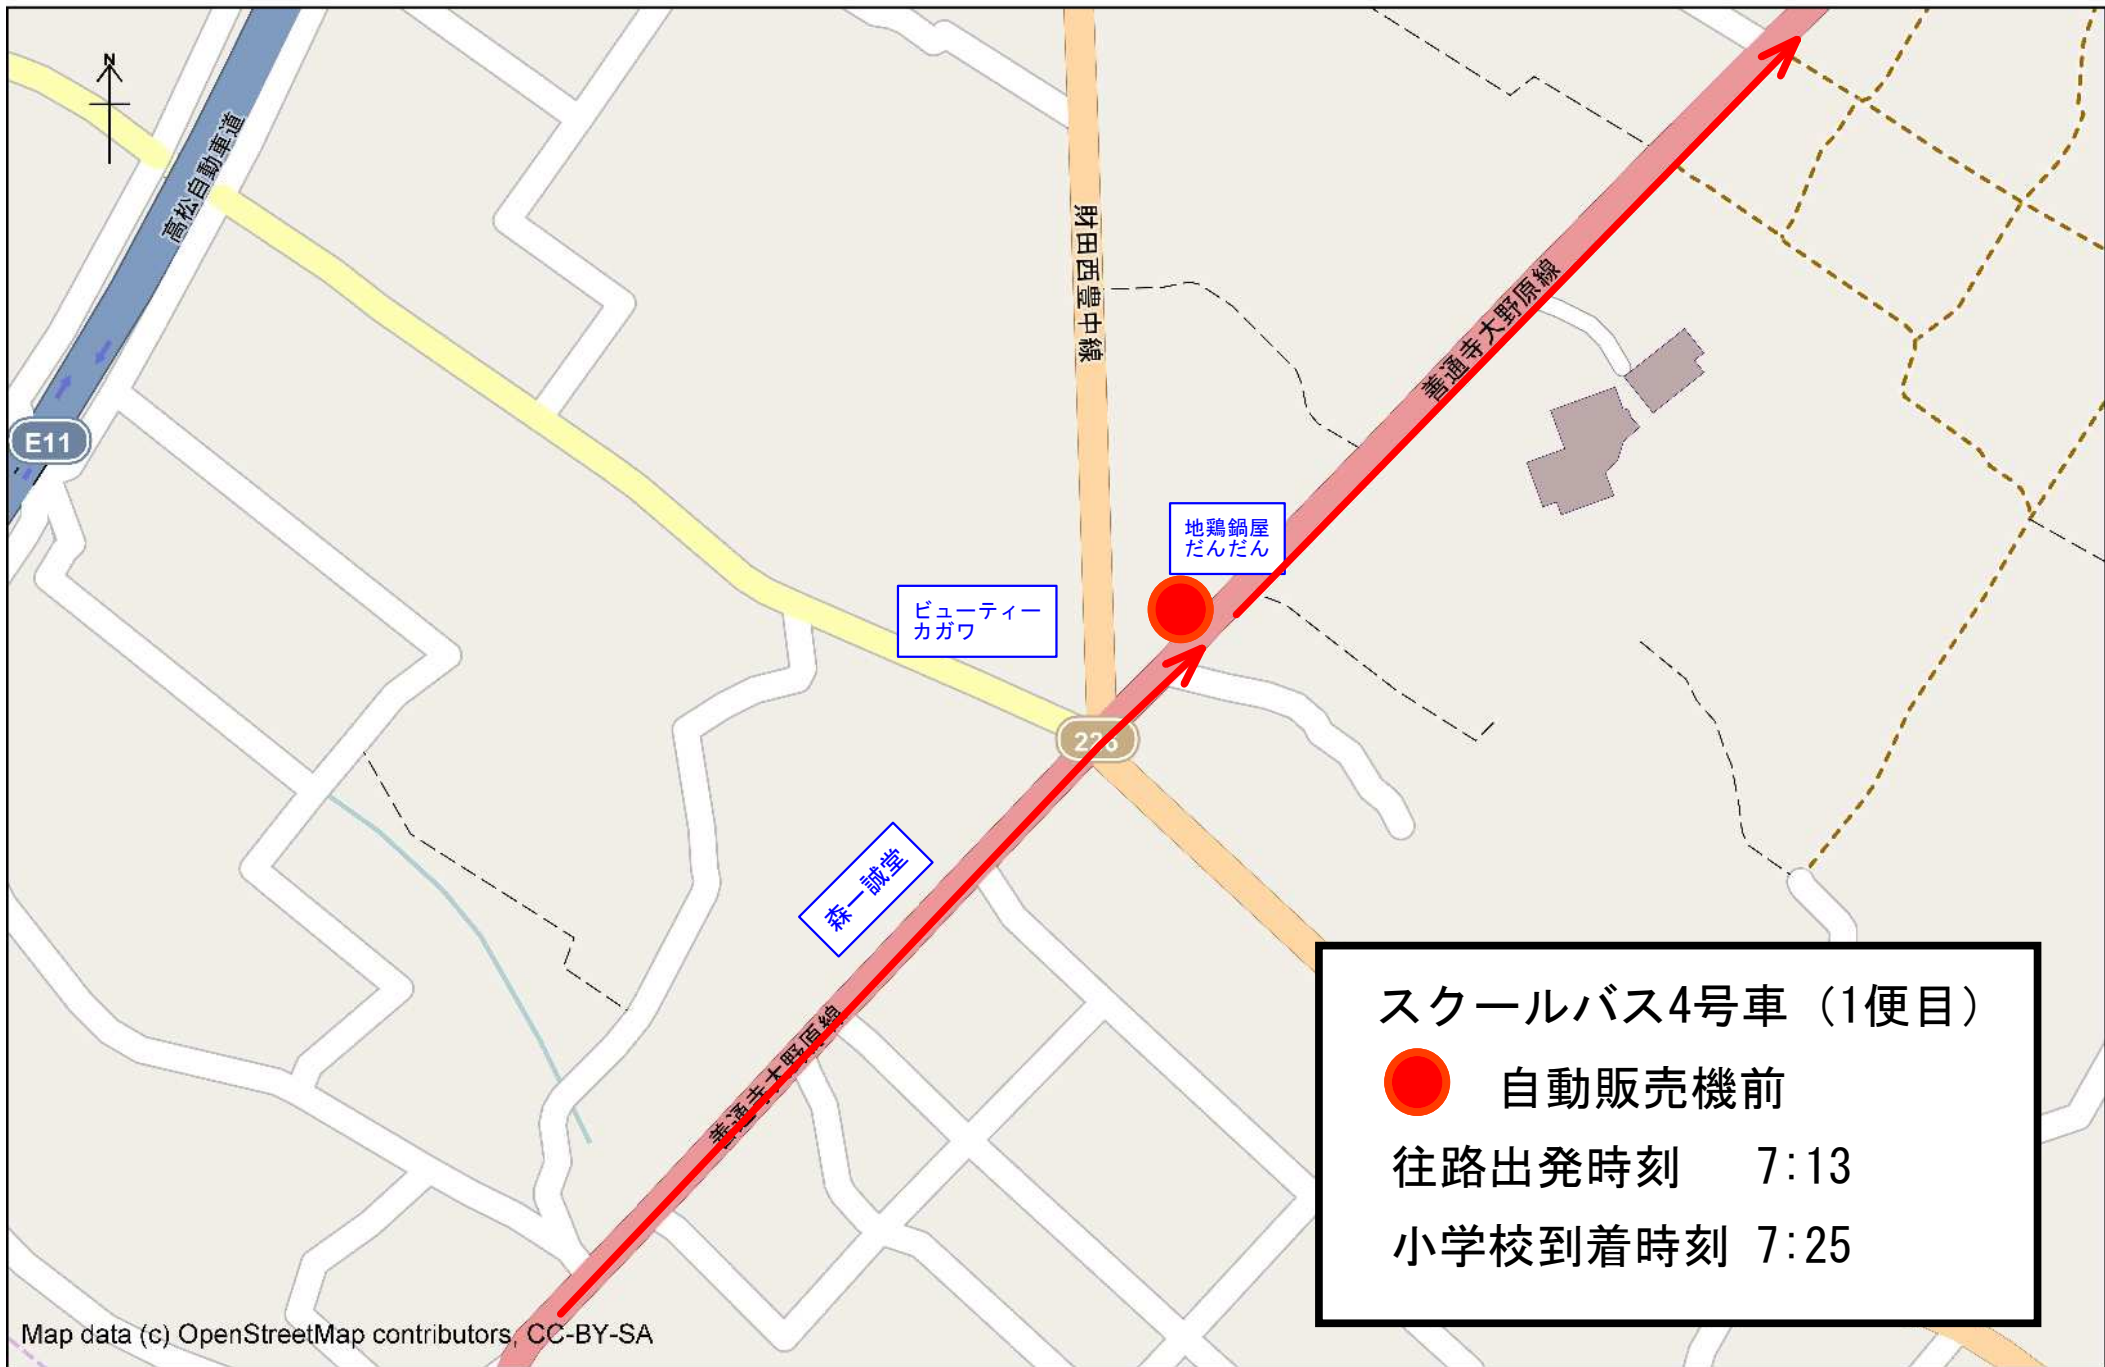 N
高松自動車道
財田西豊中線
善通寺大野原線
E11
地鶏鍋屋
だんだん
ビューティー
カガワ
226
森一誠堂
善通寺大野原線
スクールバス4号車（1便目）
自動販売機前
往路出発時刻 7:13
小学校到着時刻 7:25
Map data (c) OpenStreetMap contributors, CC-BY-SA